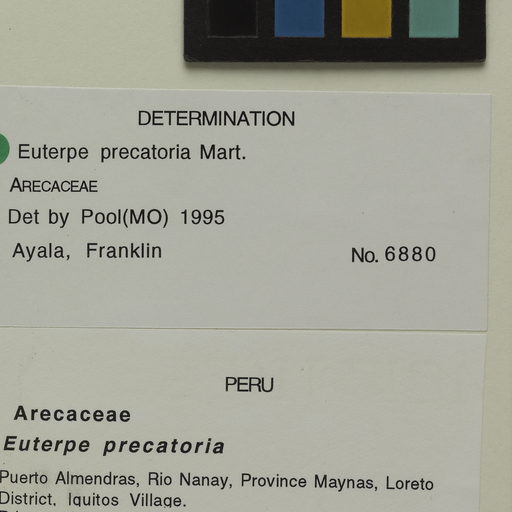 DETERMINATION
Euterpe precatoria Mart.
ARECACEAE
Det by Pool(MO) 1995
Ayala, Franklin No. 6880
PERU
Arecaceae
Euterpe precatoria
Puerto Almendras, Rio Nanay, Province Maynas, Loreto
District, Iquitos Village.